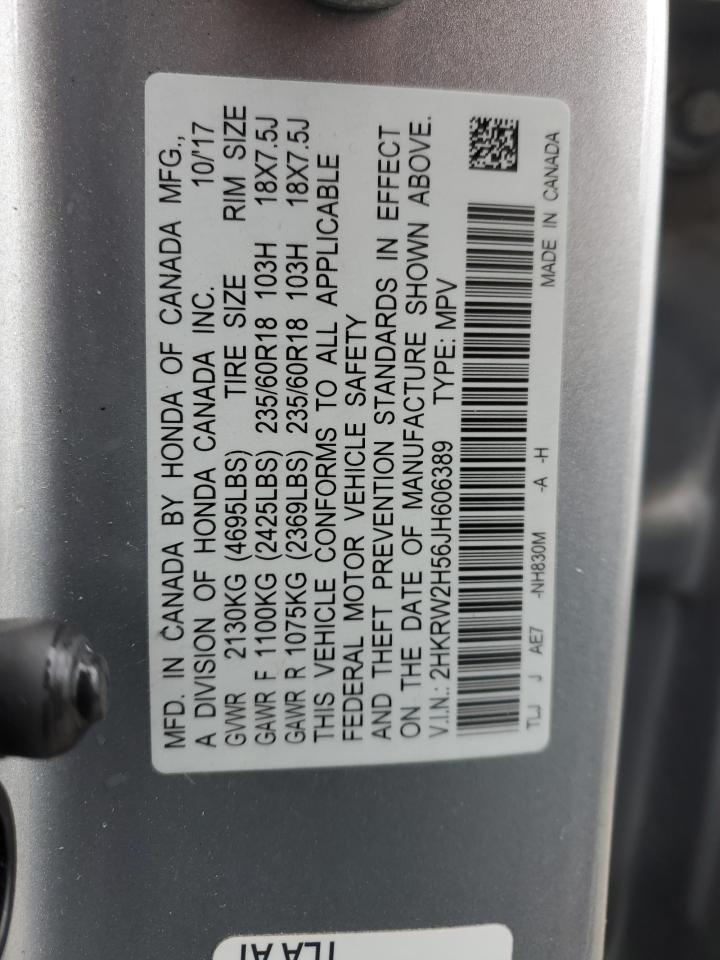 MFD. IN CANADA BY HONDA OF CANADA MFG.,
A DIVISION OF HONDA CANADA INC. 10/'17
GVWR 2130KG (4695LBS) TIRE SIZE RIM SIZE
GAWR F 1100KG (2425LBS) 235/60R18 103H 18X7.5J
GAWR R 1075KG (2369LBS) 235/60R18 103H 18X7.5J
THIS VEHICLE CONFORMS TO ALL APPLICABLE
FEDERAL MOTOR VEHICLE SAFETY
AND THEFT PREVENTION STANDARDS IN EFFECT
ON THE DATE OF MANUFACTURE SHOWN ABOVE.
V.I.N.: 2HKRW2H56JH606389 TYPE: MPV
J AE7 -NH830M -A -H MADE IN CANADA